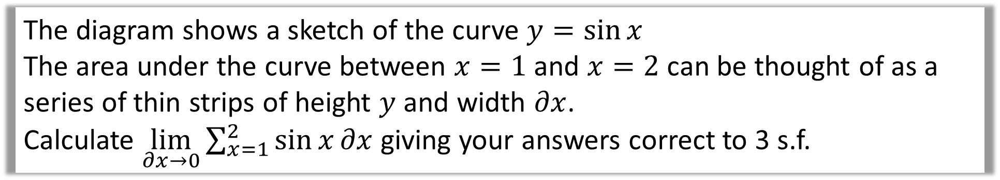 The diagram shows a sketch of the curve y = sin x
The area under the curve between x = 1 and x = 2 can be thought of as a
series of thin strips of height y and width ∂x.
Calculate lim_{∂x→0} ∑_{x=1}^{2} sin x ∂x giving your answers correct to 3 s.f.